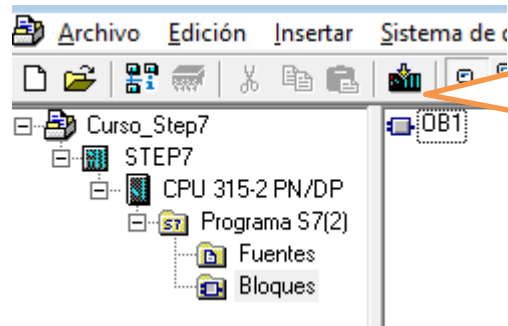 Archivo Edición Insertar Sistema de
Curso_Step7
OB1
STEP7
CPU 315-2 PN/DP
Programa S7(2)
Fuentes
Bloques